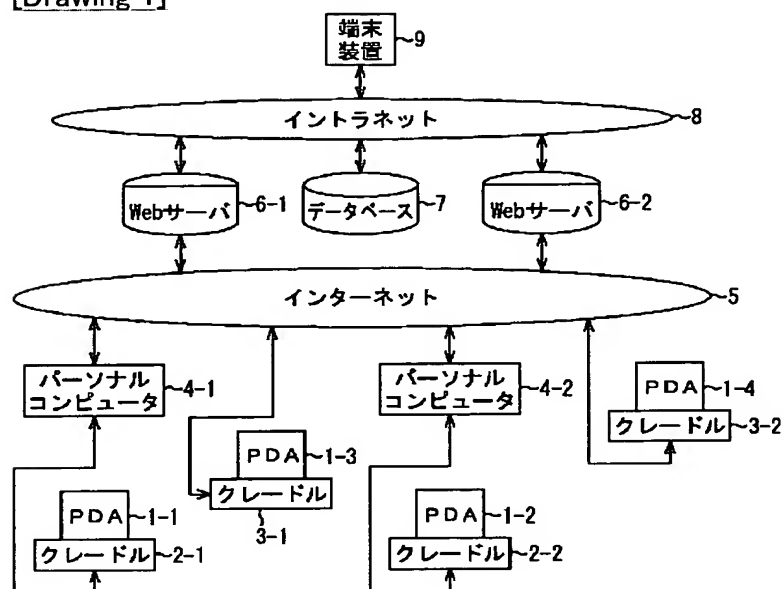 [Drawing 1]
端末
装置
~9
イントラネット
~8
Webサーバ
~6-1
データベース
~7
Webサーバ
~6-2
インターネット
~5
パーソナル
コンピュータ
~4-1
パーソナル
コンピュータ
~4-2
PDA
~1-4
クレードル
~3-2
PDA
~1-3
クレードル
3-1
PDA
~1-1
クレードル
~2-1
PDA
~1-2
クレードル
~2-2